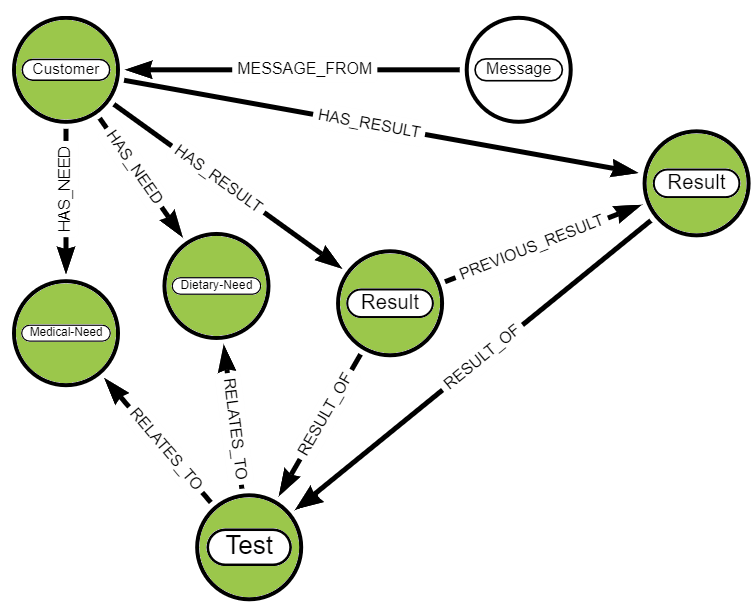 Customer
MESSAGE_FROM
Message
HAS_RESULT
Result
HAS_NEED
HAS_NEED
HAS_RESULT
PREVIOUS_RESULT
Dietary-Need
Result
Medical-Need
RESULT_OF
RELATES_TO
RELATES_TO
RESULT_OF
Test